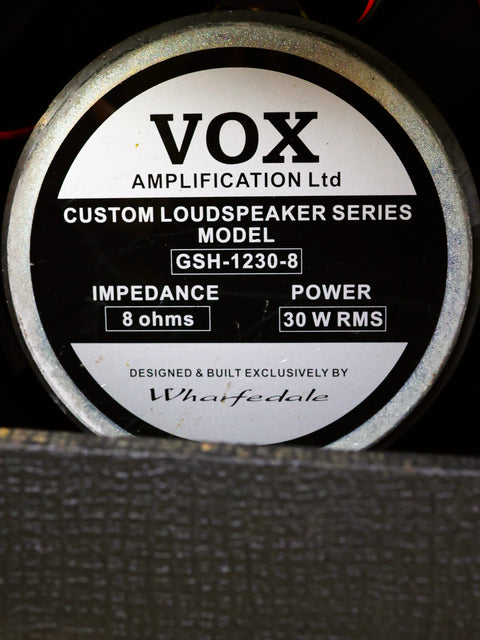 VOX
AMPLIFICATION Ltd
CUSTOM LOUDSPEAKER SERIES
MODEL
GSH-1230-8
IMPEDANCE POWER
8 ohms 30 W RMS
DESIGNED & BUILT EXCLUSIVELY BY
Wharfedale